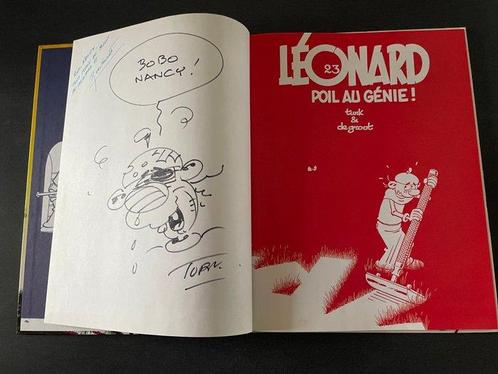 BOBO
NANCY!
TURK.
LÉONARD
23
POIL AU GÉNIE!
turk
&
de groot